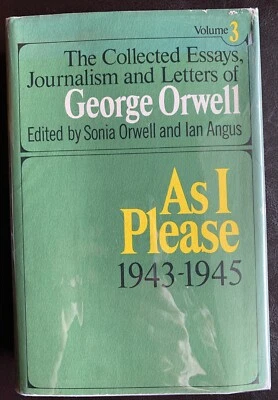 Volume 3
The Collected Essays,
Journalism and Letters of
George Orwell
Edited by Sonia Orwell and Ian Angus
As I
Please
1943-1945